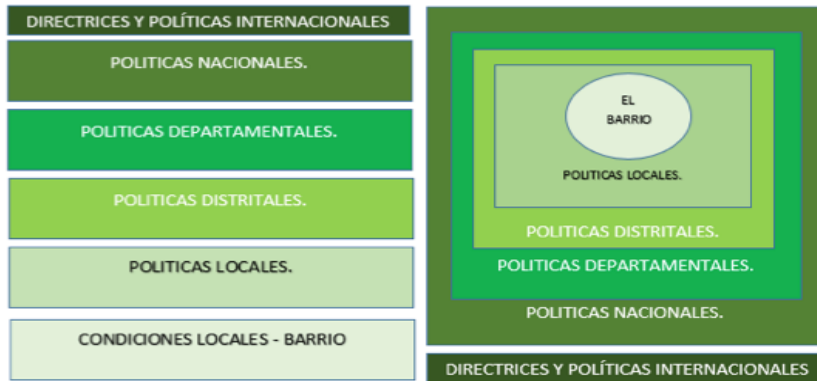 DIRECTRICES Y POLÍTICAS INTERNACIONALES
POLITICAS NACIONALES.
POLITICAS DEPARTAMENTALES.
POLITICAS DISTRITALES.
POLITICAS LOCALES.
CONDICIONES LOCALES - BARRIO
EL
BARRIO
POLITICAS LOCALES.
POLITICAS DISTRITALES.
POLITICAS DEPARTAMENTALES.
POLITICAS NACIONALES.
DIRECTRICES Y POLÍTICAS INTERNACIONALES